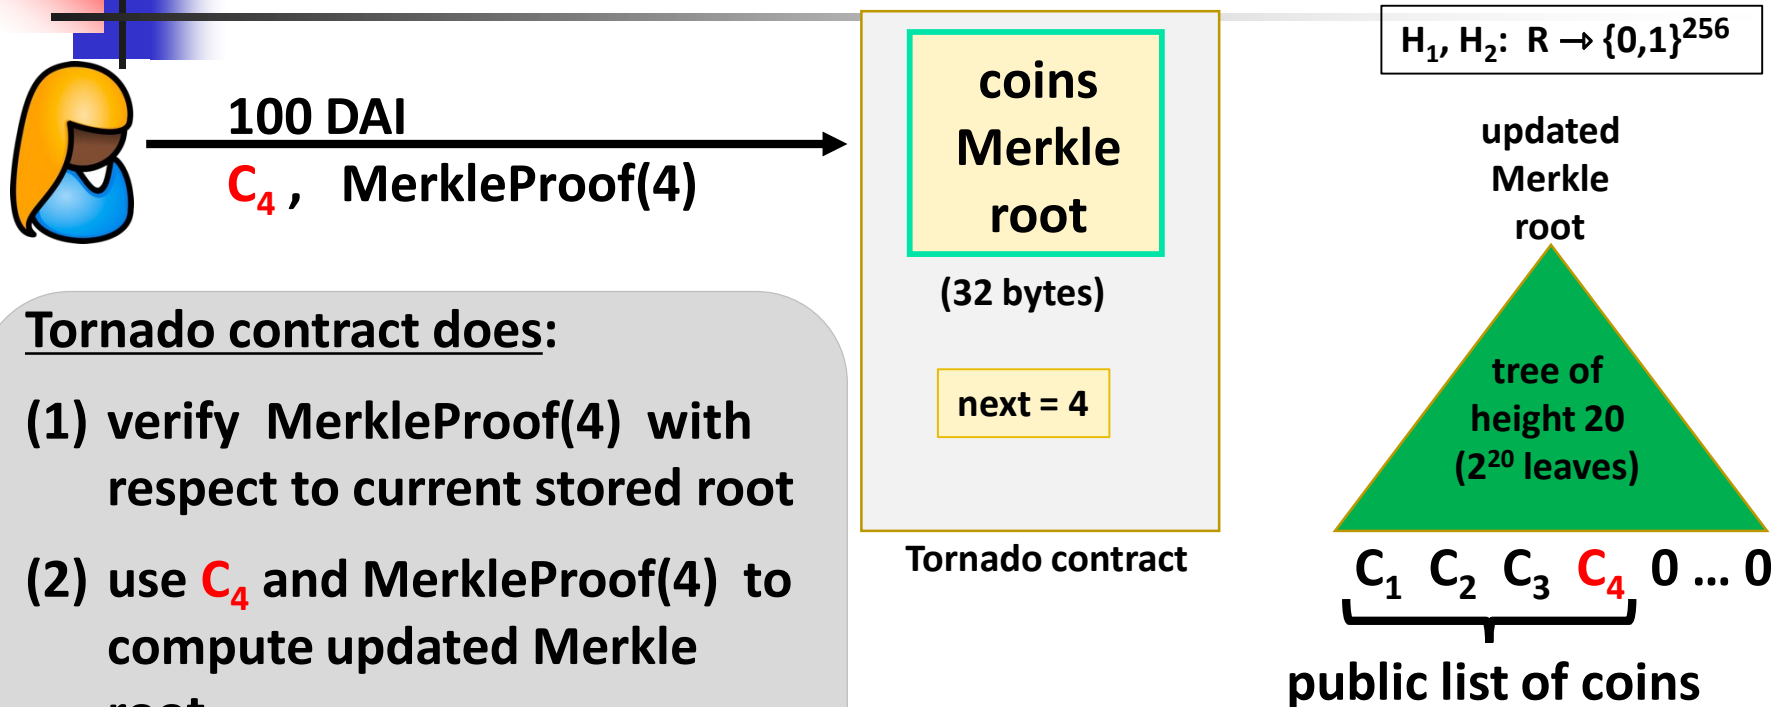 100 DAI
C₄ , MerkleProof(4)
Tornado contract does:
(1) verify MerkleProof(4) with
respect to current stored root
(2) use C₄ and MerkleProof(4) to
compute updated Merkle
root
coins
Merkle
root
(32 bytes)
next = 4
Tornado contract
H₁, H₂: R → {0,1}²⁵⁶
updated
Merkle
root
tree of
height 20
(2²⁰ leaves)
C₁ C₂ C₃ C₄ 0 ... 0
public list of coins